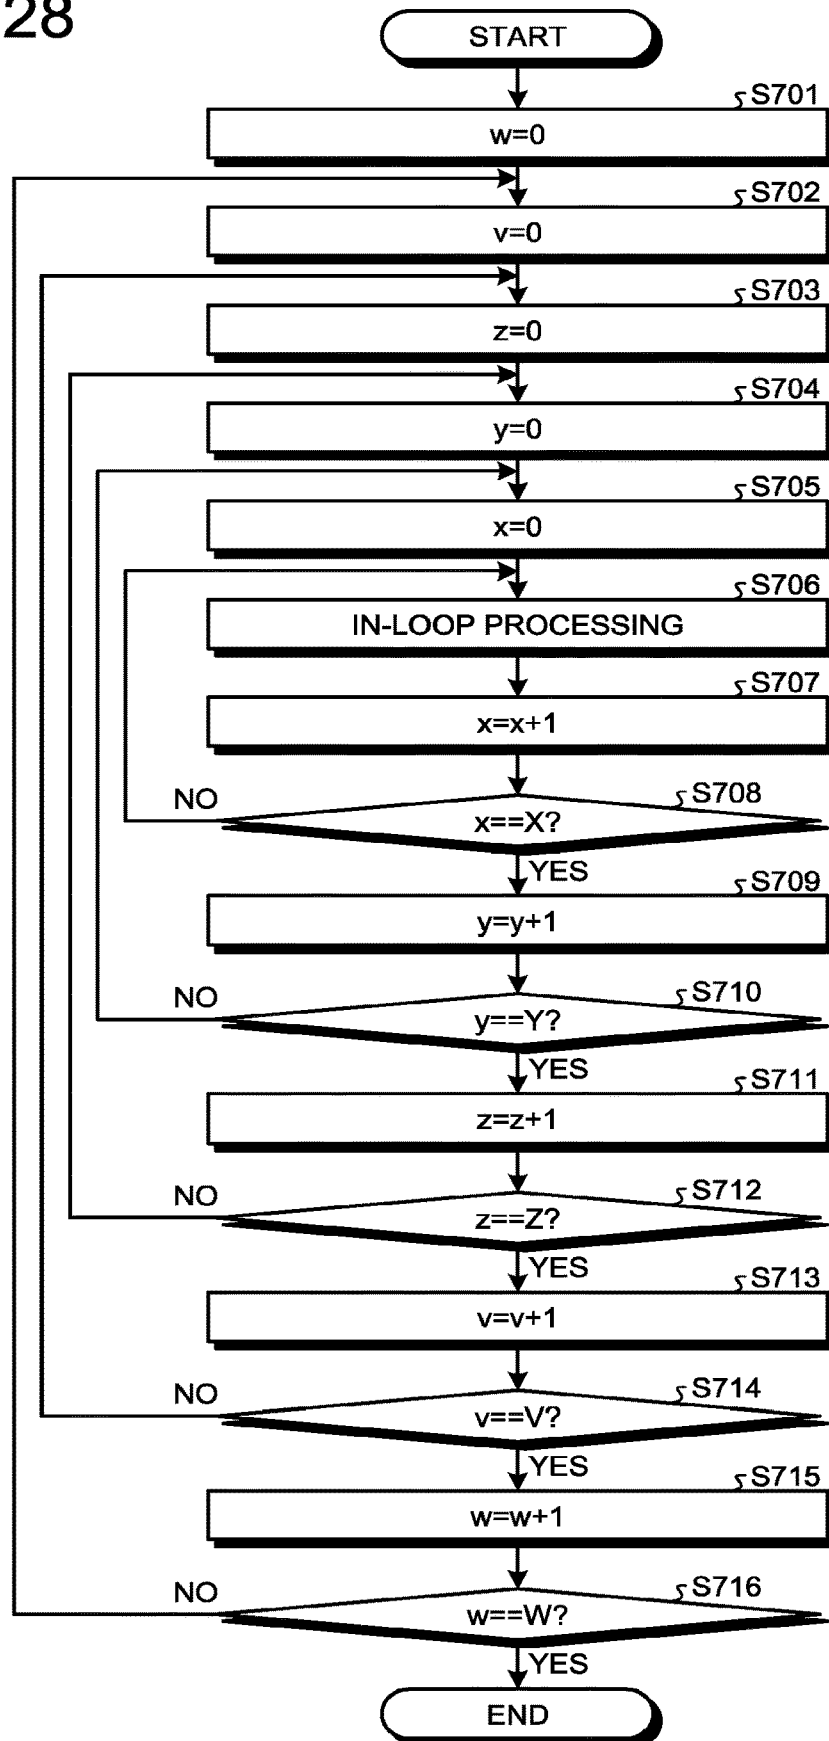 28
START
S701
w=0
S702
v=0
S703
z=0
S704
y=0
S705
x=0
S706
IN-LOOP PROCESSING
S707
x=x+1
S708
NO
x==X?
YES
S709
y=y+1
S710
NO
y==Y?
YES
S711
z=z+1
S712
NO
z==Z?
YES
S713
v=v+1
S714
NO
v==V?
YES
S715
w=w+1
S716
NO
w==W?
YES
END